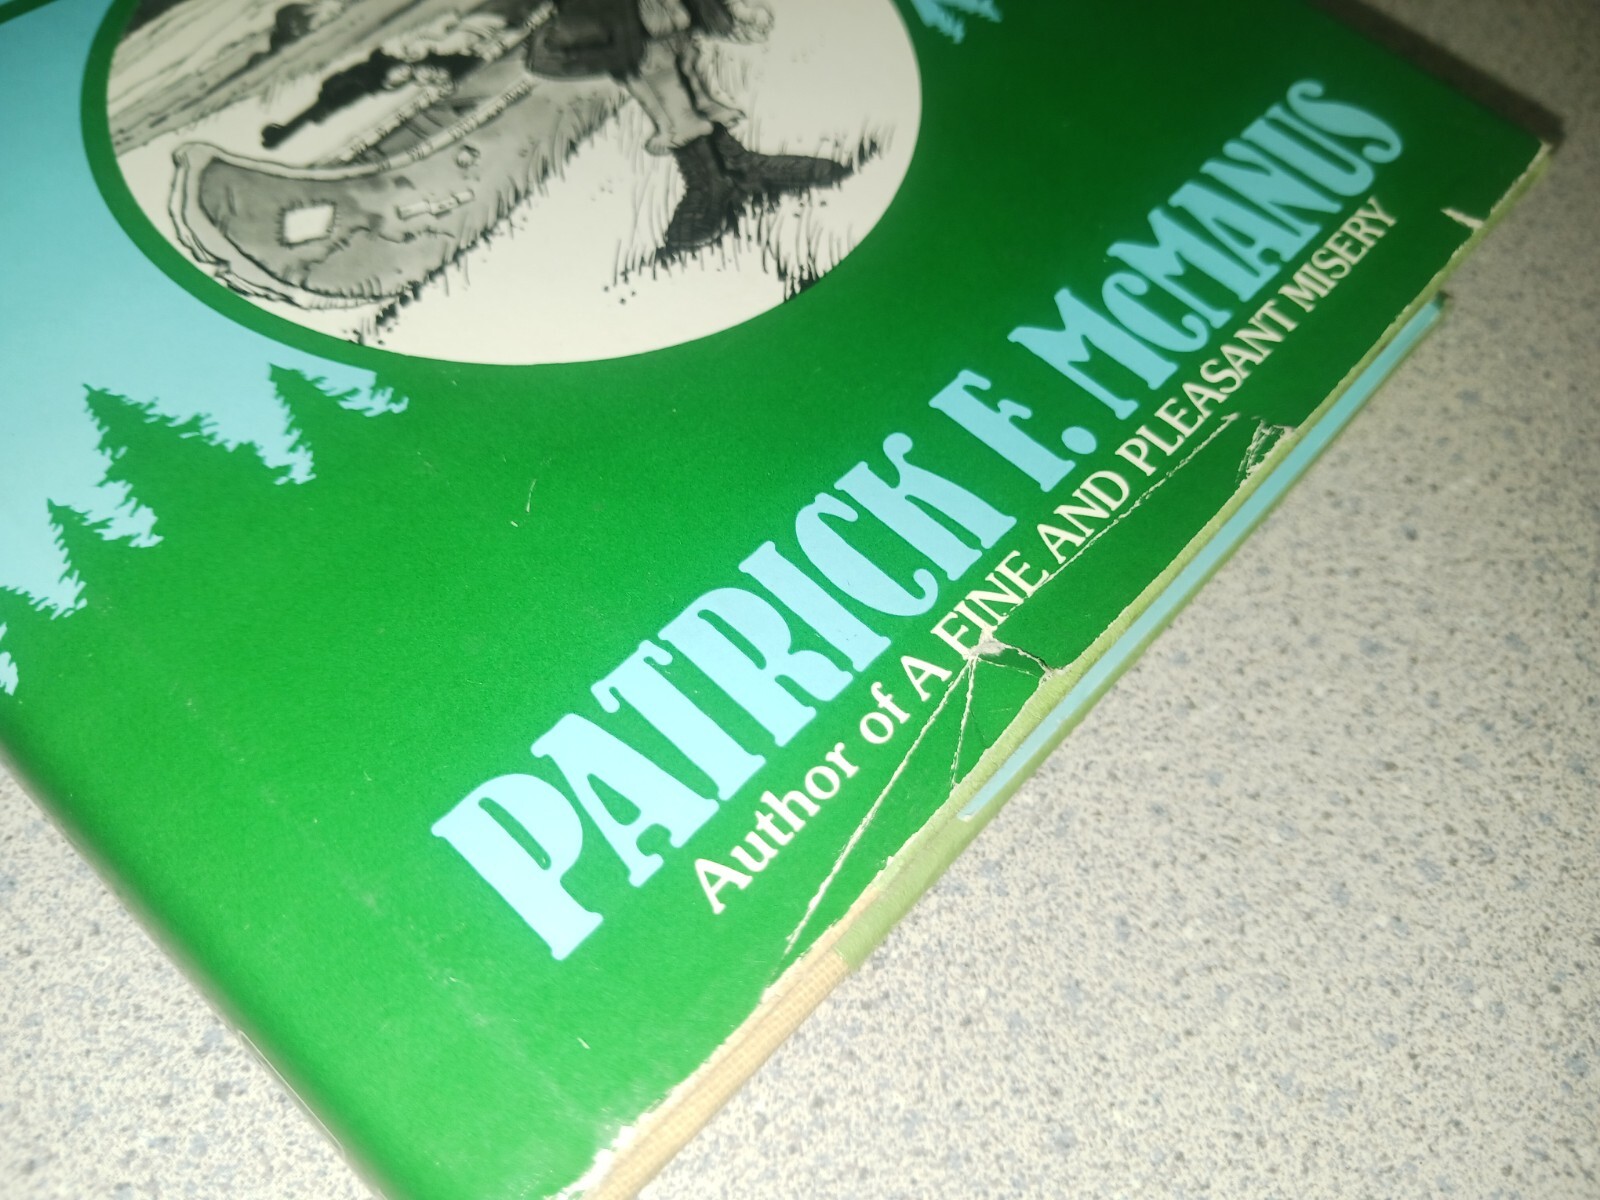 PATRICK F. McMANUS
Author of A FINE AND PLEASANT MISERY